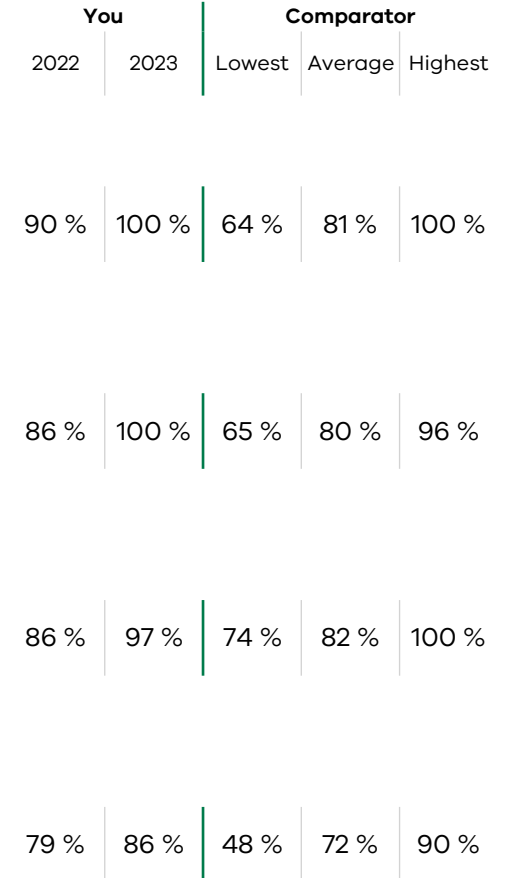 You Comparator
2022 2023 Lowest Average Highest
90 % 100 % 64 % 81 % 100 %
86 % 100 % 65 % 80 % 96 %
86 % 97 % 74 % 82 % 100 %
79 % 86 % 48 % 72 % 90 %